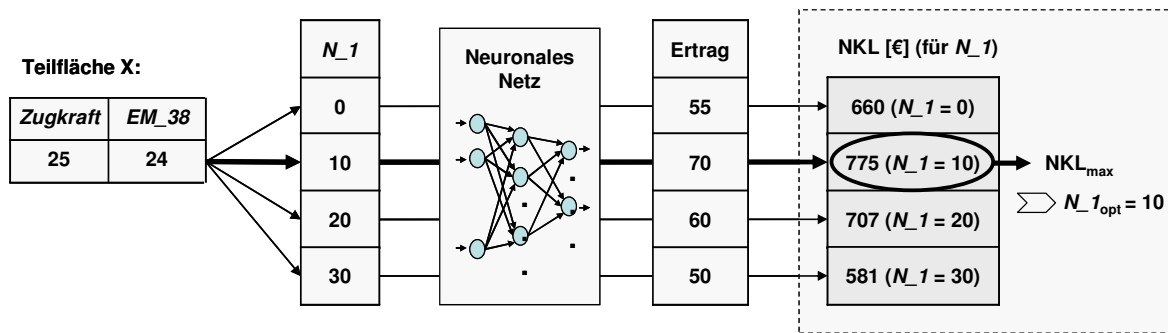 Teilfläche X:
Zugkraft EM_38
25 24
N_1
0
10
20
30
Neuronales
Netz
Ertrag
55
70
60
50
NKL [€] (für N_1)
660 (N_1 = 0)
775 (N_1 = 10)
707 (N_1 = 20)
581 (N_1 = 30)
NKLmax
N_1opt = 10